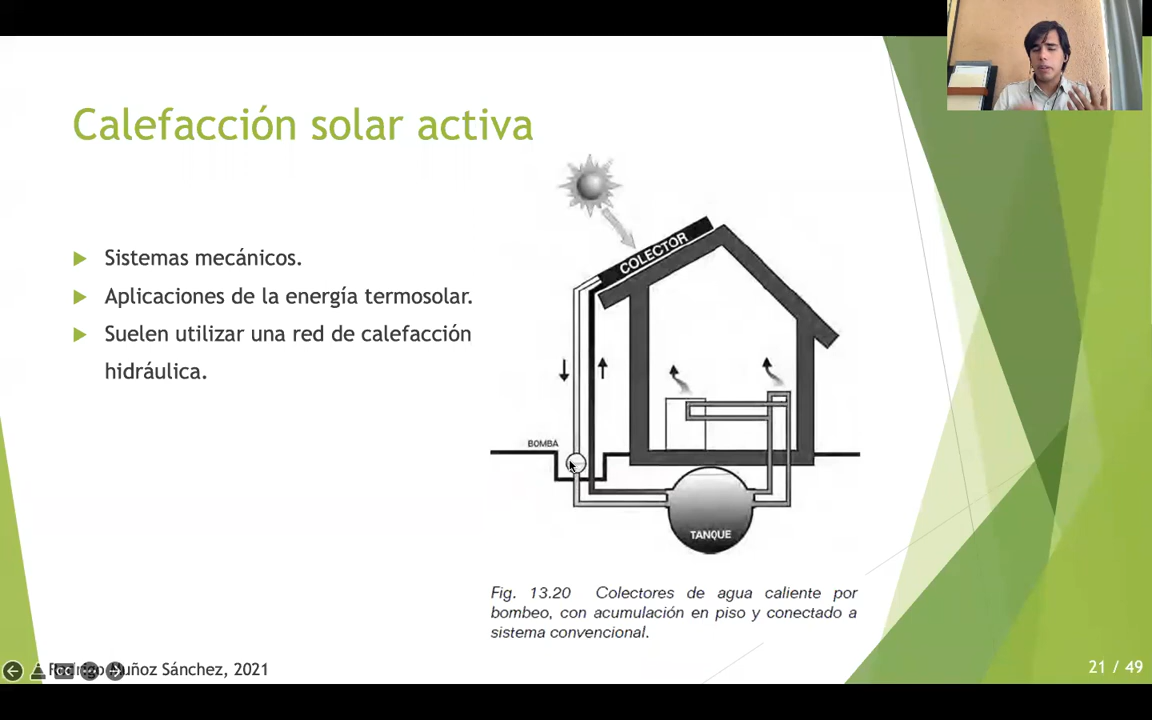 Calefacción solar activa
Sistemas mecánicos.
Aplicaciones de la energía termosolar.
Suelen utilizar una red de calefacción
hidráulica.
COLECTOR
BOMBA
TANQUE
Fig. 13.20 Colectores de agua caliente por
bombeo, con acumulación en piso y conectado a
sistema convencional.
Rodrigo Muñoz Sánchez, 2021
21 / 49